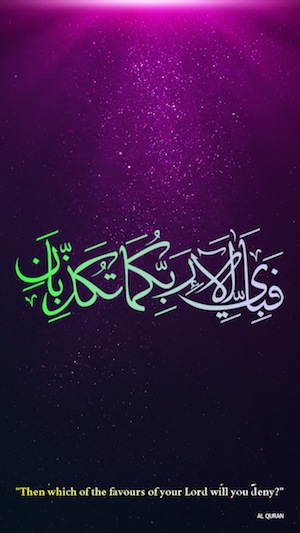 فَبِأَيِّ آلَاءِ رَبِّكُمَا تُكَذِّبَانِ
"Then which of the favours of your Lord will you deny?"
AL QURAN